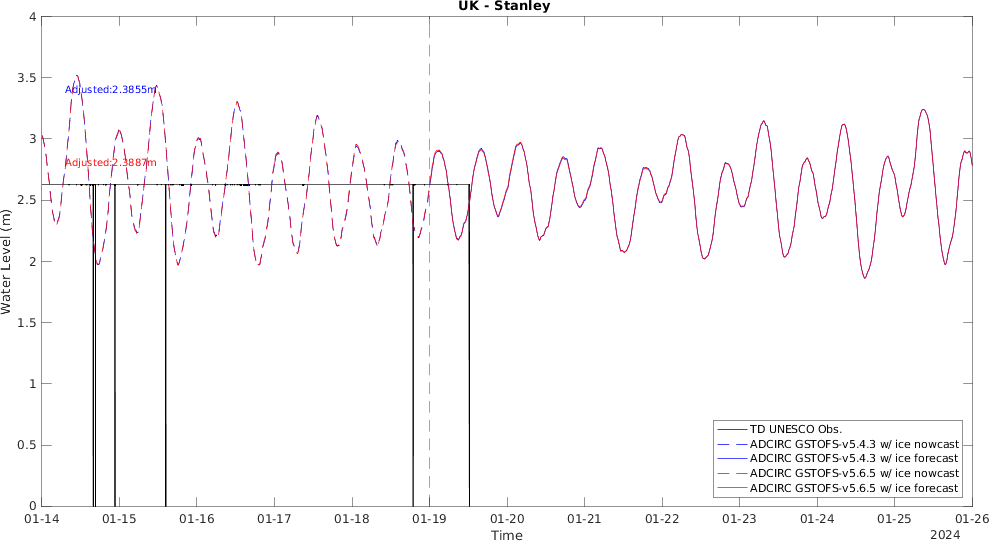 UK - Stanley
4
3.5
3
2.5
2
1.5
1
0.5
0
Water Level (m)
Adjusted:2.3855m
Adjusted:2.3887m
TD UNESCO Obs.
ADCIRC GSTOFS-v5.4.3 w/ ice nowcast
ADCIRC GSTOFS-v5.4.3 w/ ice forecast
ADCIRC GSTOFS-v5.6.5 w/ ice nowcast
ADCIRC GSTOFS-v5.6.5 w/ ice forecast
01-14 01-15 01-16 01-17 01-18 01-19 01-20 01-21 01-22 01-23 01-24 01-25 01-26
Time
2024